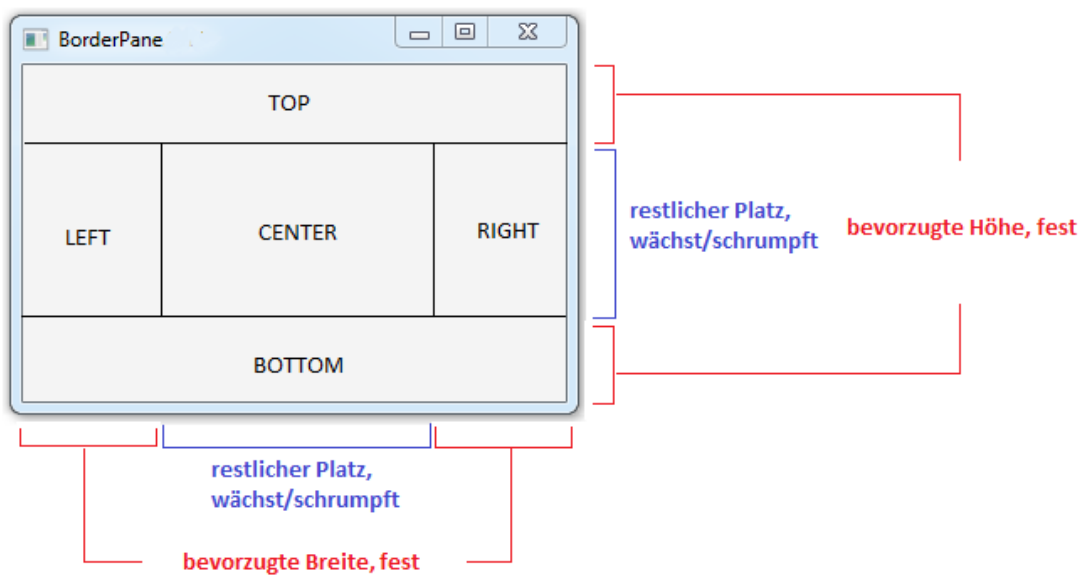 BorderPane
TOP
LEFT
CENTER
RIGHT
BOTTOM
restlicher Platz,
wächst/schrumpft
bevorzugte Höhe, fest
restlicher Platz,
wächst/schrumpft
bevorzugte Breite, fest